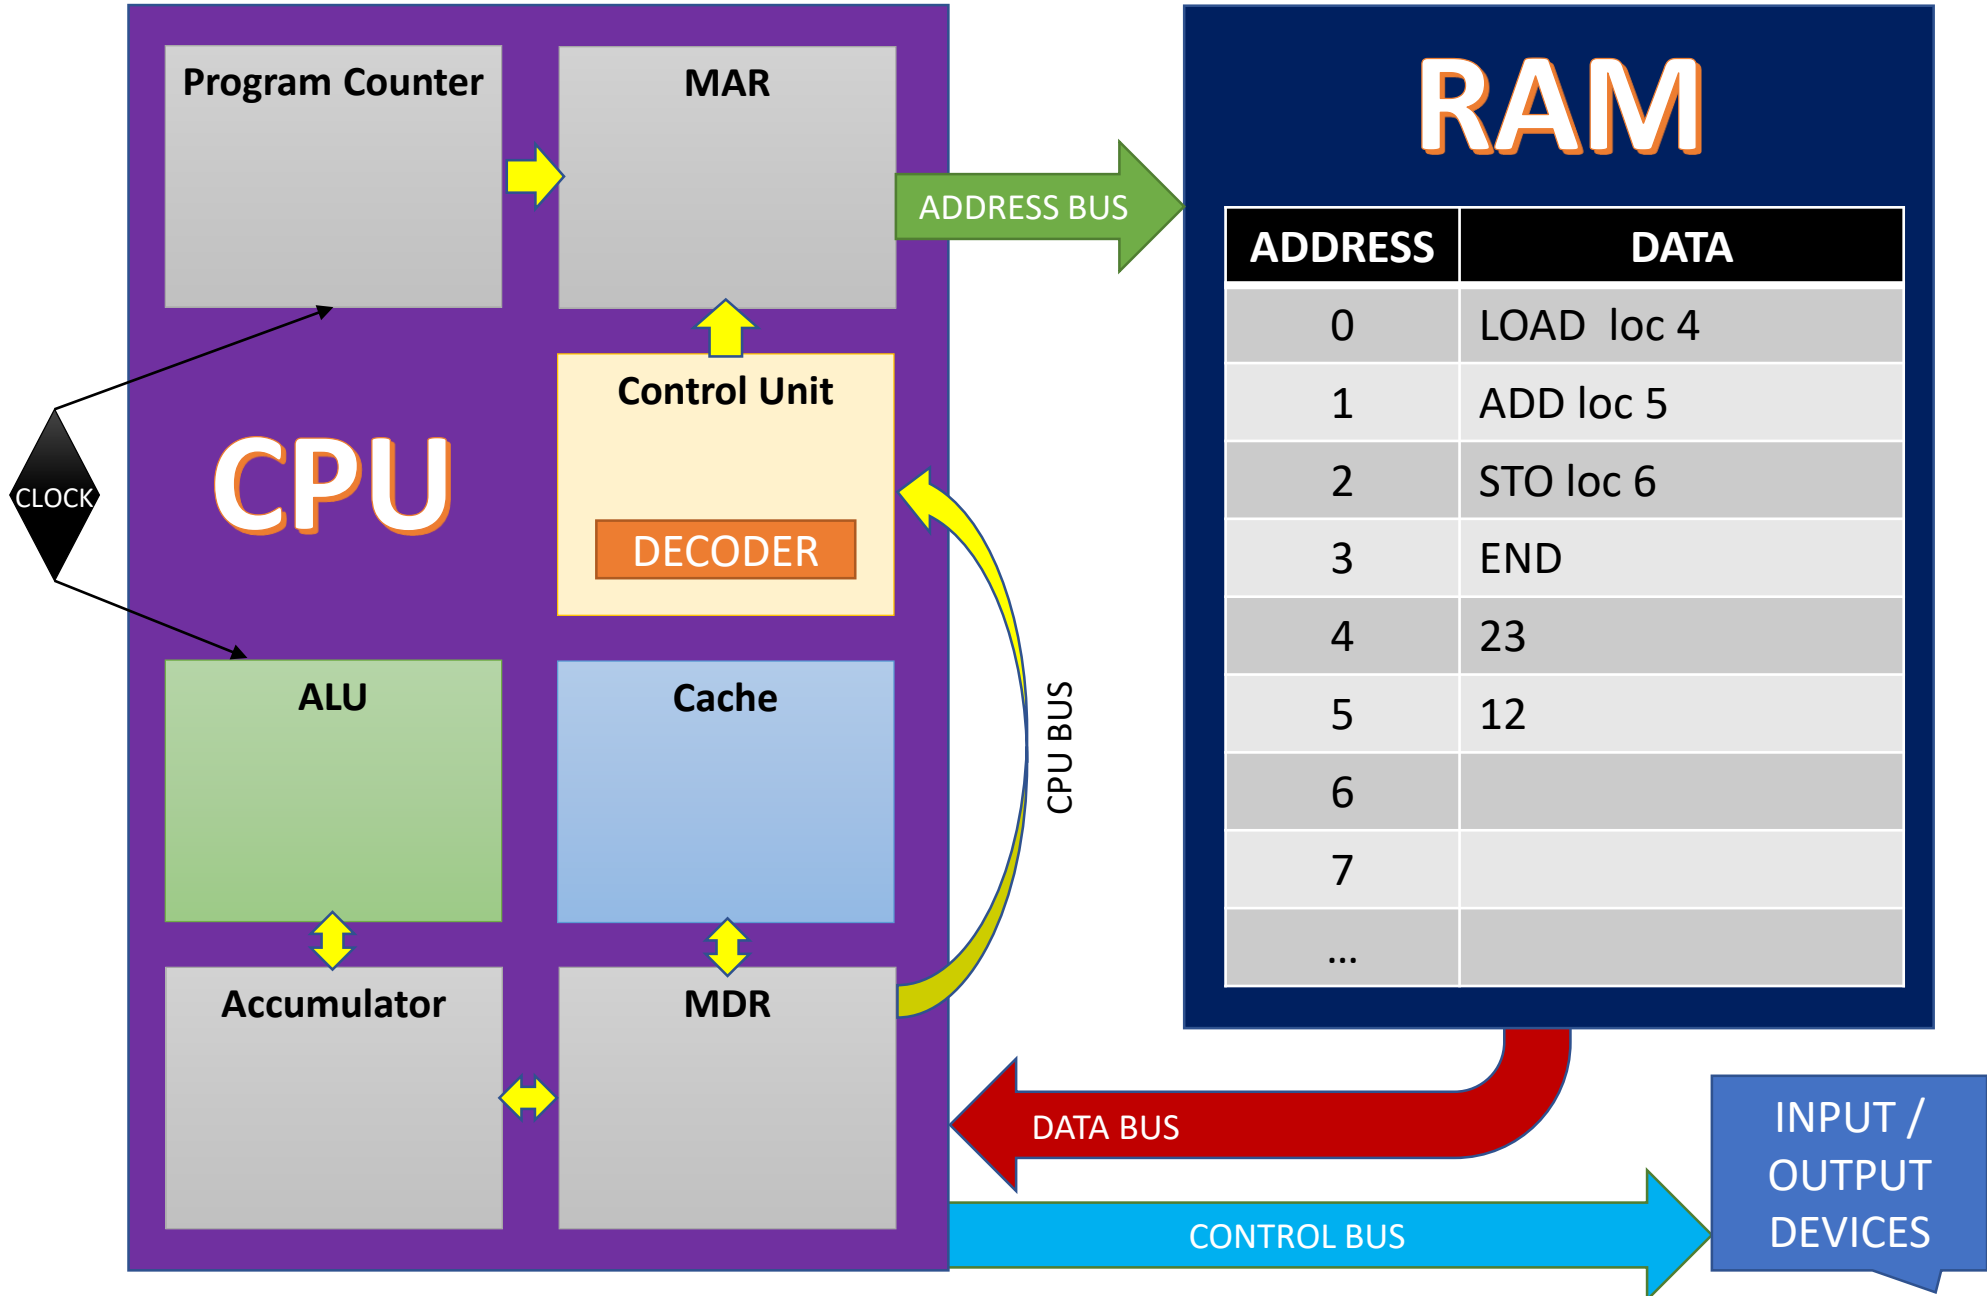 Program Counter
MAR
ADDRESS BUS
Control Unit
DECODER
CPU
CLOCK
ALU
Cache
CPU BUS
Accumulator
MDR
RAM
ADDRESS DATA
0 LOAD  loc 4
1 ADD loc 5
2 STO loc 6
3 END
4 23
5 12
6
7
...
DATA BUS
CONTROL BUS
INPUT /
OUTPUT
DEVICES